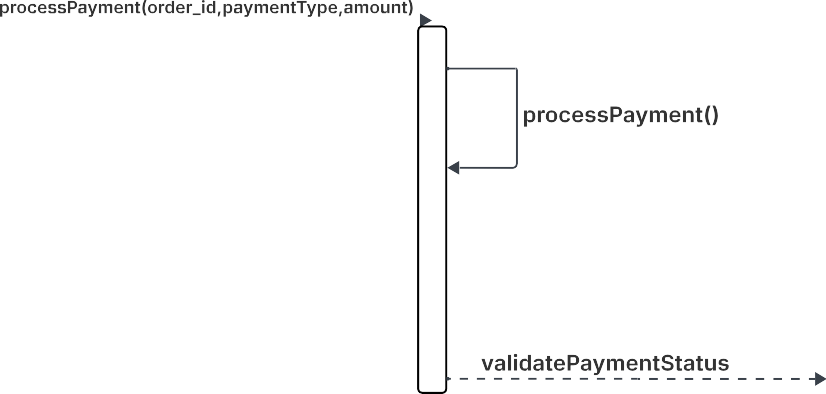 processPayment(order_id,paymentType,amount)
processPayment()
validatePaymentStatus